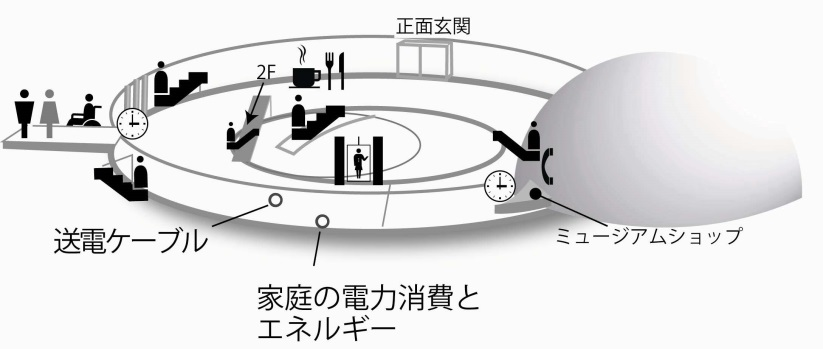 正面玄関
2F
ミュージアムショップ
送電ケーブル
家庭の電力消費と
エネルギー